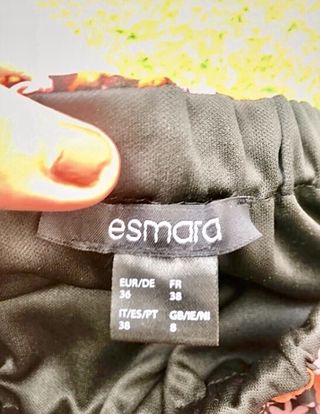 esmara
EUR/DE FR
36 38
IT/ES/PT GB/IE/NI
38 8